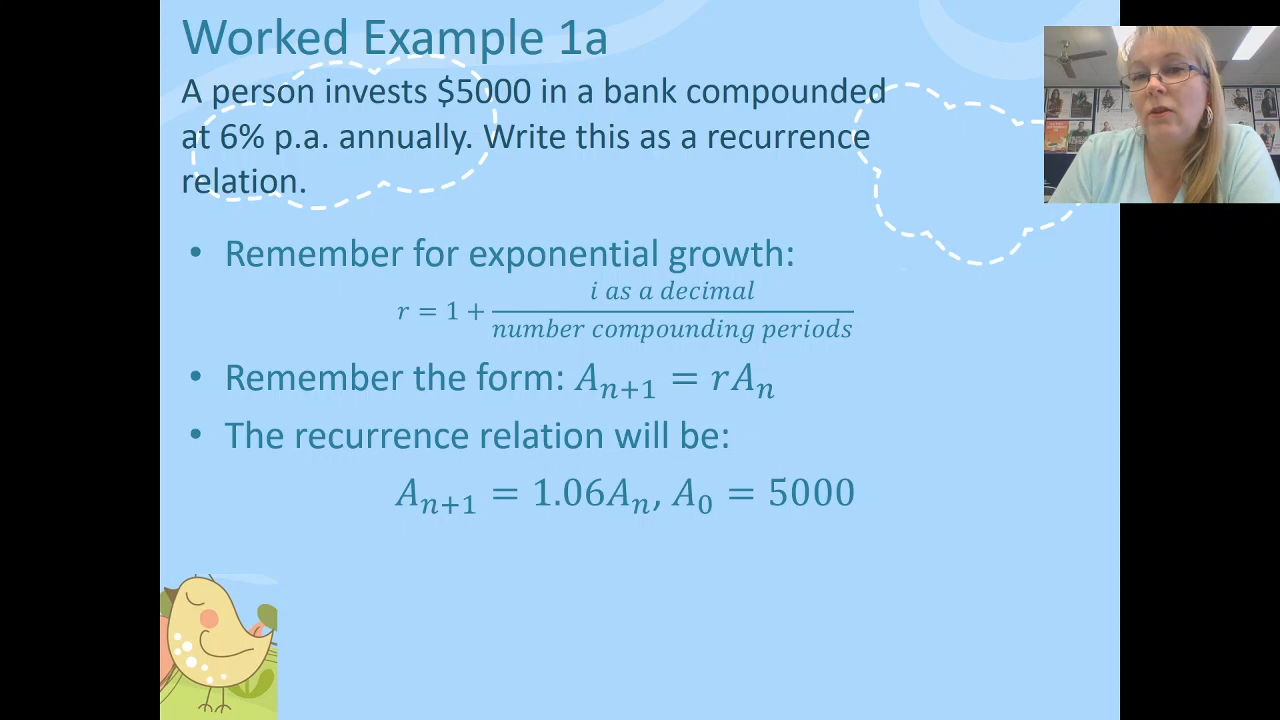 Worked Example 1a
A person invests $5000 in a bank compounded
at 6% p.a. annually. Write this as a recurrence
relation.
• Remember for exponential growth:
r = 1 + \frac{i as a decimal}{number compounding periods}
• Remember the form: A_{n+1} = rA_n
• The recurrence relation will be:
A_{n+1} = 1.06A_n, A_0 = 5000